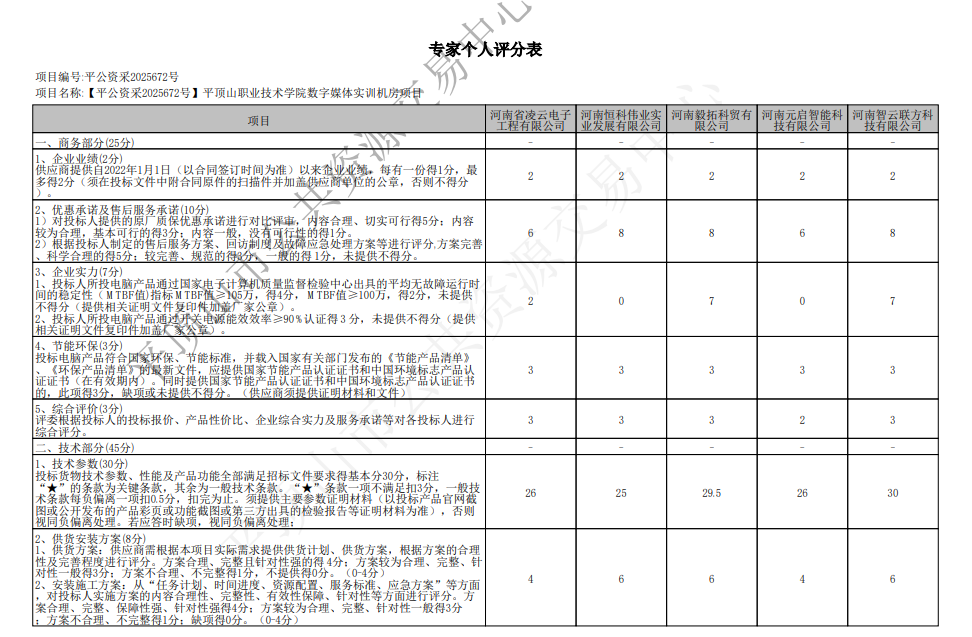 专家个人评分表
项目编号:平公资采2025672号
项目名称:【平公资采2025672号】平顶山职业技术学院数字媒体实训机房项目
项目
河南省凌云电子工程有限公司
河南恒科伟业实业发展有限公司
河南毅拓科贸有限公司
河南元启智能科技有限公司
河南智云联方科技有限公司
一、商务部分(25分)
- - - - -
1、企业业绩(2分)
供应商提供自2022年1月1日（以合同签订时间为准）以来企业业绩，每有一份得1分，最
多得2分（须在投标文件中附合同原件的扫描件并加盖供应商单位的公章，否则不得分
）。
2 2 2 2 2
2、优惠承诺及售后服务承诺(10分)
1）对投标人提供的原厂质保优惠承诺进行对比评审，内容合理、切实可行得5分；内容
较为合理，基本可行的得3分；内容一般，没有可行性的得1分。
2）根据投标人制定的售后服务方案、回访制度及故障应急处理方案等进行评分,方案完善
、科学合理的得5分；较完善、规范的得3分，一般的得 1分，未提供不得分。
6 8 8 6 8
3、企业实力(7分)
1、投标人所投电脑产品通过国家电子计算机质量监督检验中心出具的平均无故障运行时
间的稳定性（ＭTBF值)指标ＭTBF值≥105万，得4分， ＭTBF值≥100万，得2分，未提供
不得分（提供相关证明文件复印件加盖厂家公章）。
2、投标人所投电脑产品通过开关电源能效效率≥90％认证得３分，未提供不得分（提供
相关证明文件复印件加盖厂家公章）。
2 0 7 0 7
4、节能环保(3分)
投标电脑产品符合国家环保、节能标准，并载入国家有关部门发布的《节能产品清单》
、《环保产品清单》的最新文件，应提供国家节能产品认证证书和中国环境标志产品认
证证书（在有效期内）。同时提供国家节能产品认证证书和中国环境标志产品认证证书
的，此项得3分，缺项或未提供不得分。（供应商须提供证明材料和文件）
3 3 3 3 3
5、综合评价(3分)
评委根据投标人的投标报价、产品性价比、企业综合实力及服务承诺等对各投标人进行
综合评分。
3 3 3 2 3
二、技术部分(45分)
- - - - -
1、技术参数(30分)
投标货物技术参数、性能及产品功能全部满足招标文件要求得基本分30分，标注
“★”的条款为关键条款，其余为一般技术条款。“★”条款一项不满足扣3分，一般技
术条款每负偏离一项扣0.5分，扣完为止。须提供主要参数证明材料（以投标产品官网截
图或公开发布的产品彩页或功能截图或第三方出具的检验报告等证明材料为准），否则
视同负偏离处理。若应答时缺项，视同负偏离处理；
26 25 29.5 26 30
2、供货安装方案(8分)
1、供货方案：供应商需根据本项目实际需求提供供货计划、供货方案，根据方案的合理
性及完善程度进行评分。方案合理、完整且针对性强的得 4分；方案较为合理、完整、针
对性一般得3分；方案不合理、不完整得1分，不提供得0分。（0-4分）
2、安装施工方案：从“任务计划、时间进度、资源配置、服务标准、应急方案”等方面
，对投标人实施方案的内容合理性、完整性、有效性保障、针对性等方面进行评分。方
案合理、完整、保障性强、针对性强得4分；方案较为合理、完整、针对性一般得3分
；方案不合理、不完整得1分；缺项得0分。（0-4分）
4 6 6 4 6
平顶山市公共资源交易中心
平顶山市公共资源交易中心